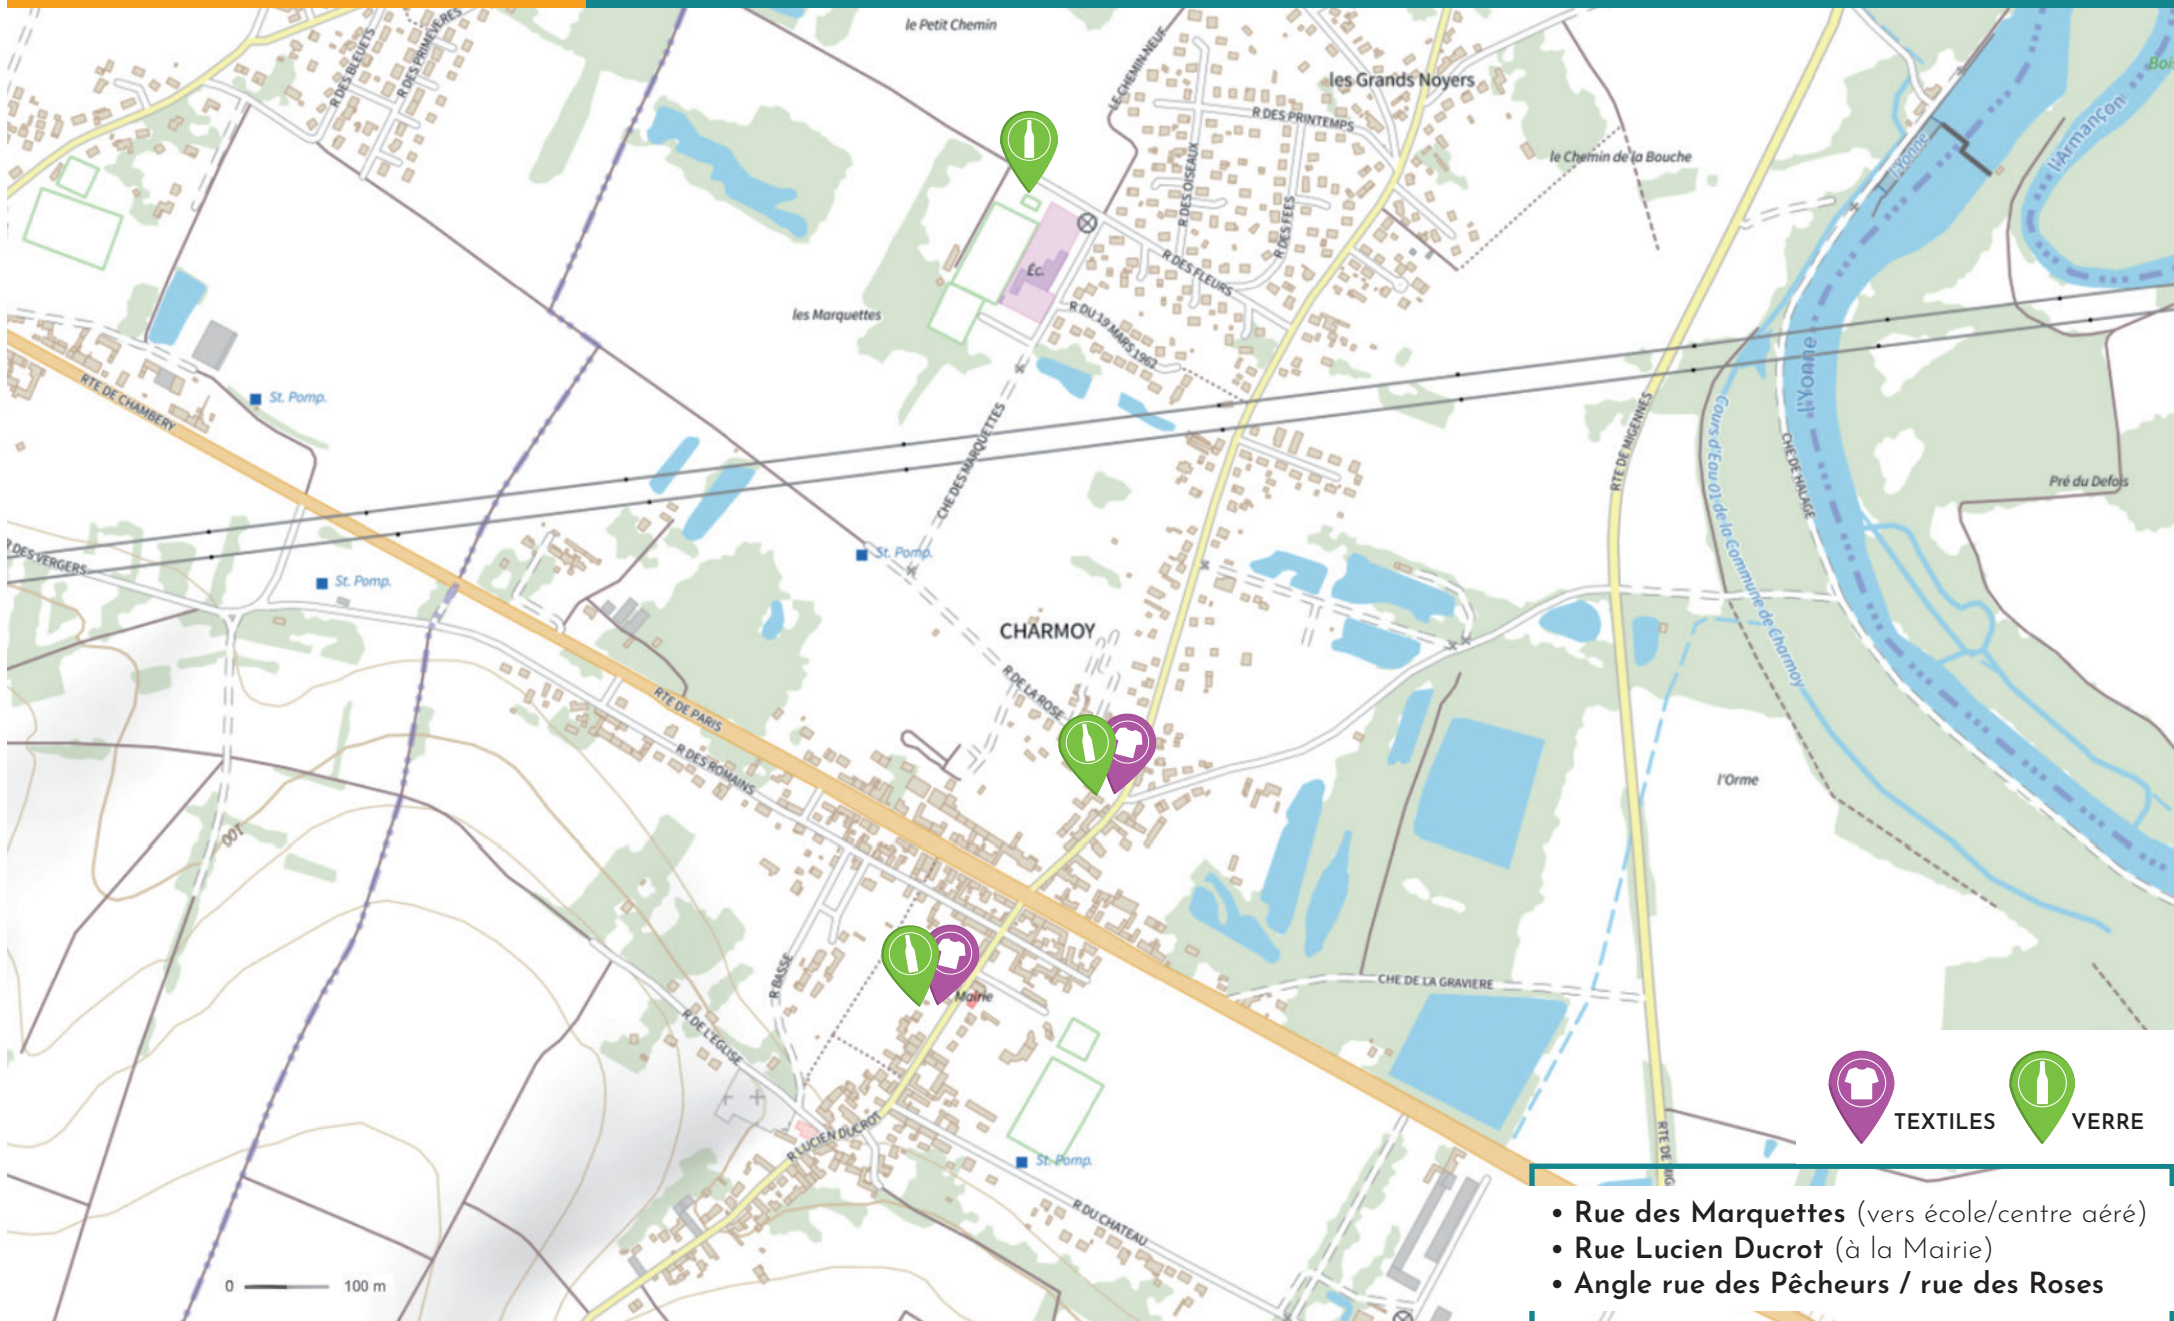 le Petit Chemin
R DES BLEUETS
R DES PRIMEVÈRES
LE CHEMIN NEUF
les Grands Noyers
R DES PRINTEMPS
le Chemin de la Bouche
l'Yonne
l'Armançon
R DES OISEAUX
R DES FÉES
R DES FLEURS
Éc.
les Marquettes
R DU 19 MARS 1962
RTE DE CHAMBERY
St. Pomp.
CHE DES MARQUETTES
RTE DE MIGENNES
l'Yonne
Cours d'Eau 01 de la Commune de Charmoy
CHE DE HALAGE
Pré du Defois
R DES VERGERS
St. Pomp.
St. Pomp.
CHARMOY
R DE LA ROSE
RTE DE PARIS
R DES ROMAINS
l'Orme
100
R BASSE
Mairie
CHE DE LA GRAVIERE
R DE L'EGLISE
R LUCIEN DUCROT
St. Pomp.
R DU CHATEAU
TEXTILES
VERRE
RTE DE MIG
0 100 m
• Rue des Marquettes (vers école/centre aéré)
• Rue Lucien Ducrot (à la Mairie)
• Angle rue des Pêcheurs / rue des Roses